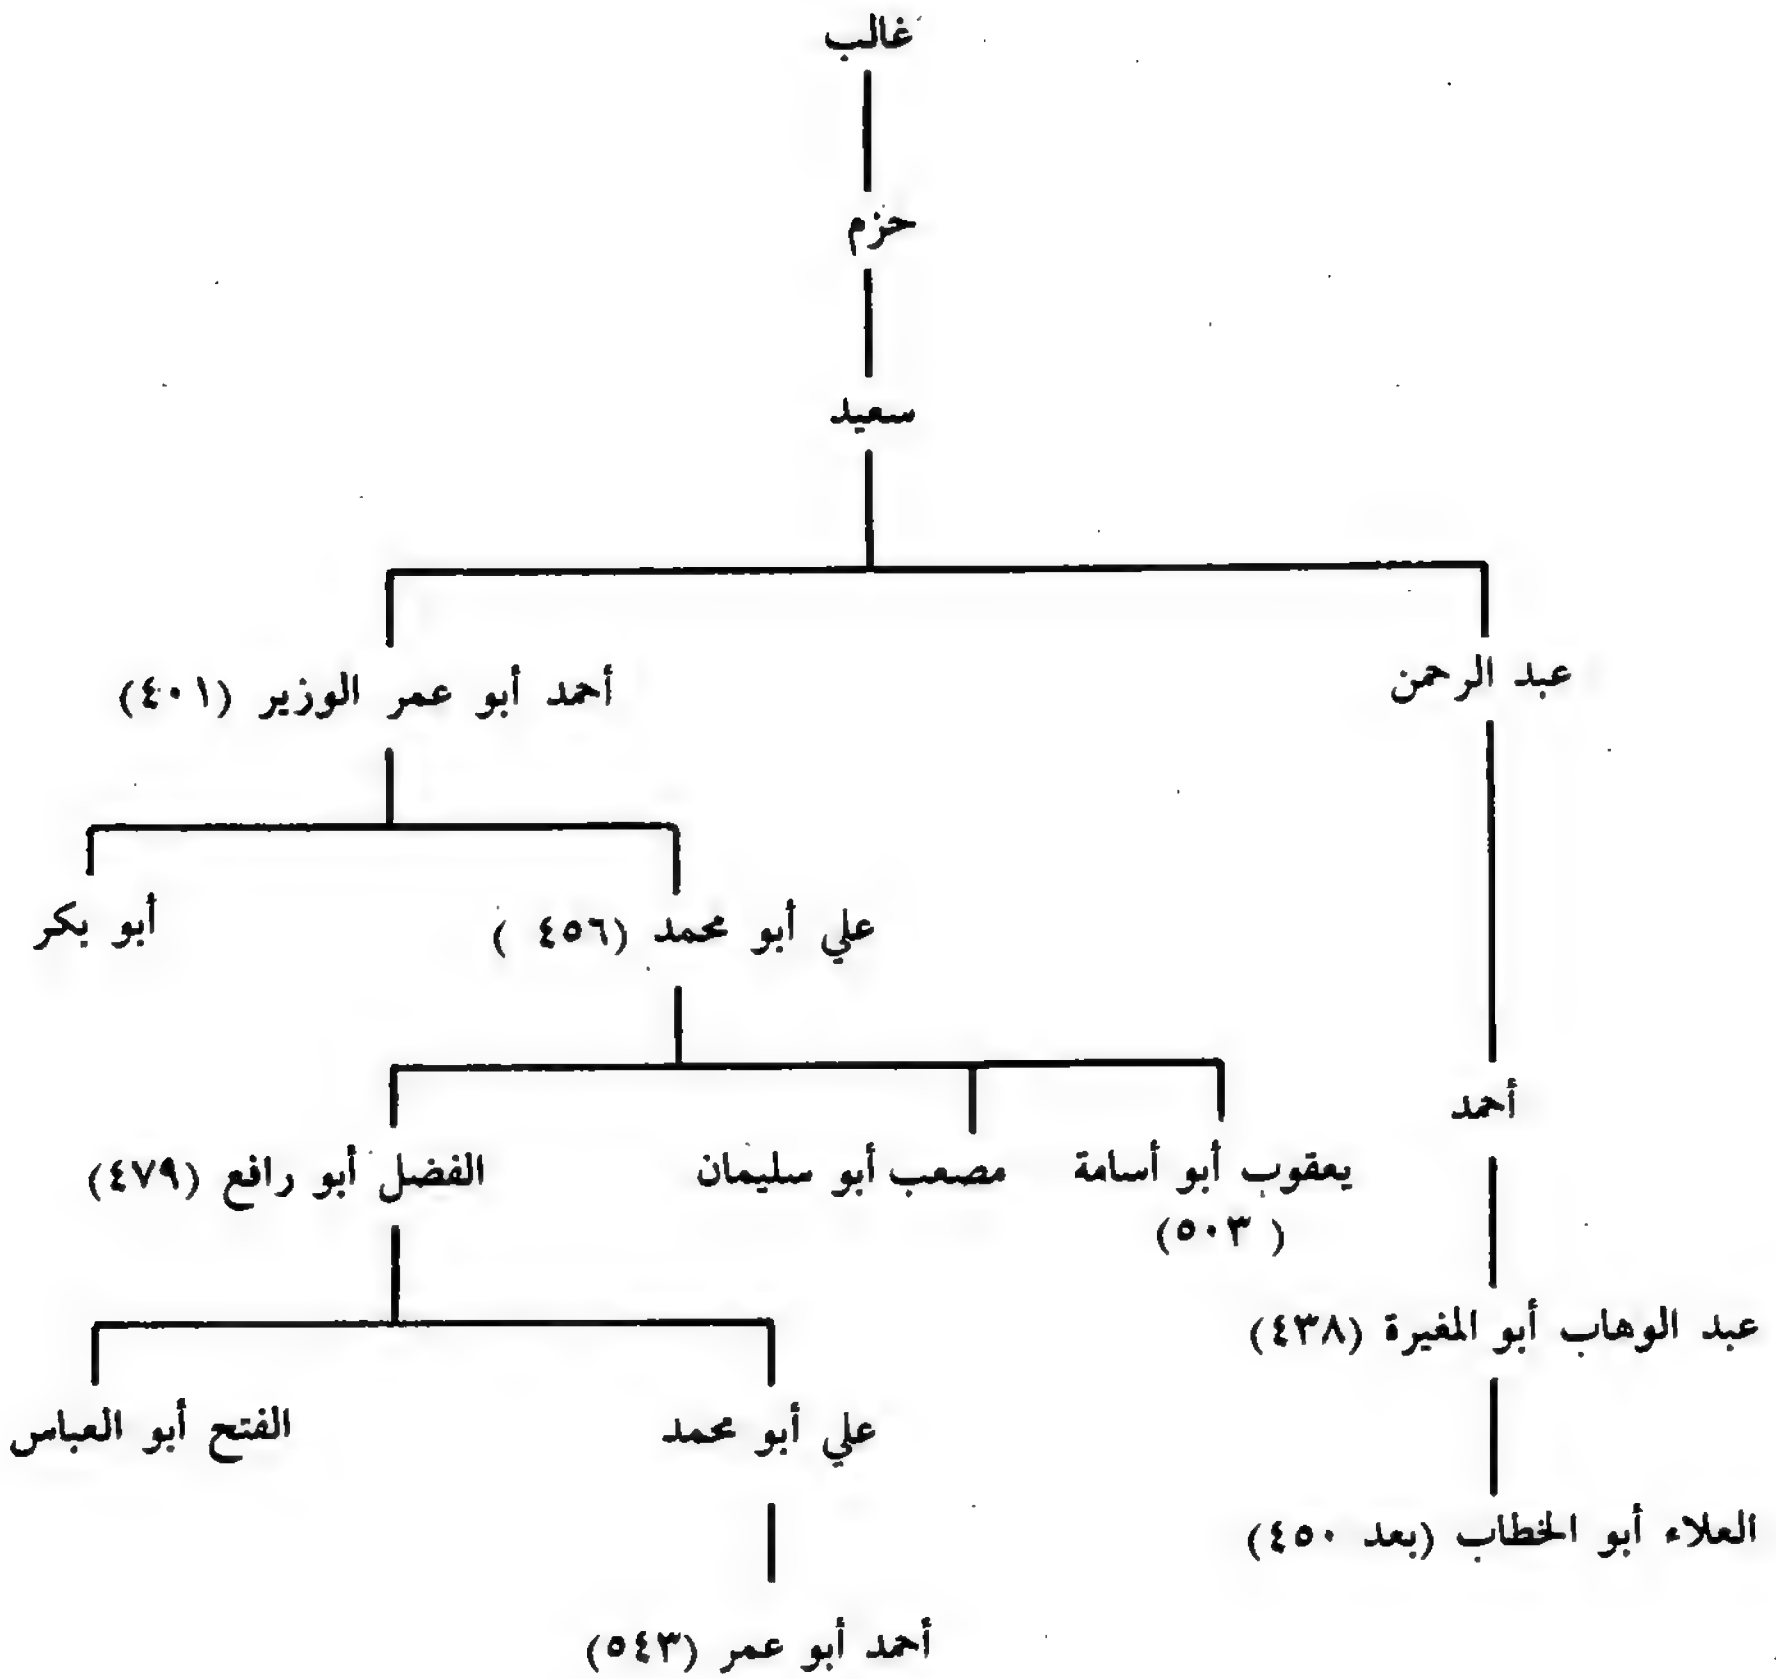 غالب
حزم
سعيد
عبد الرحمن
أحمد أبو عمر الوزير (٤٠١)
علي أبو محمد (٤٥٦ )
أبو بكر
أحمد
يعقوب أبو أسامة
( ٥٠٣)
مصعب أبو سليمان
الفضل أبو رافع (٤٧٩)
عبد الوهاب أبو المغيرة (٤٣٨)
علي أبو محمد
الفتح أبو العباس
العلاء أبو الخطاب (بعد ٤٥٠)
أحمد أبو عمر (٥٤٣)